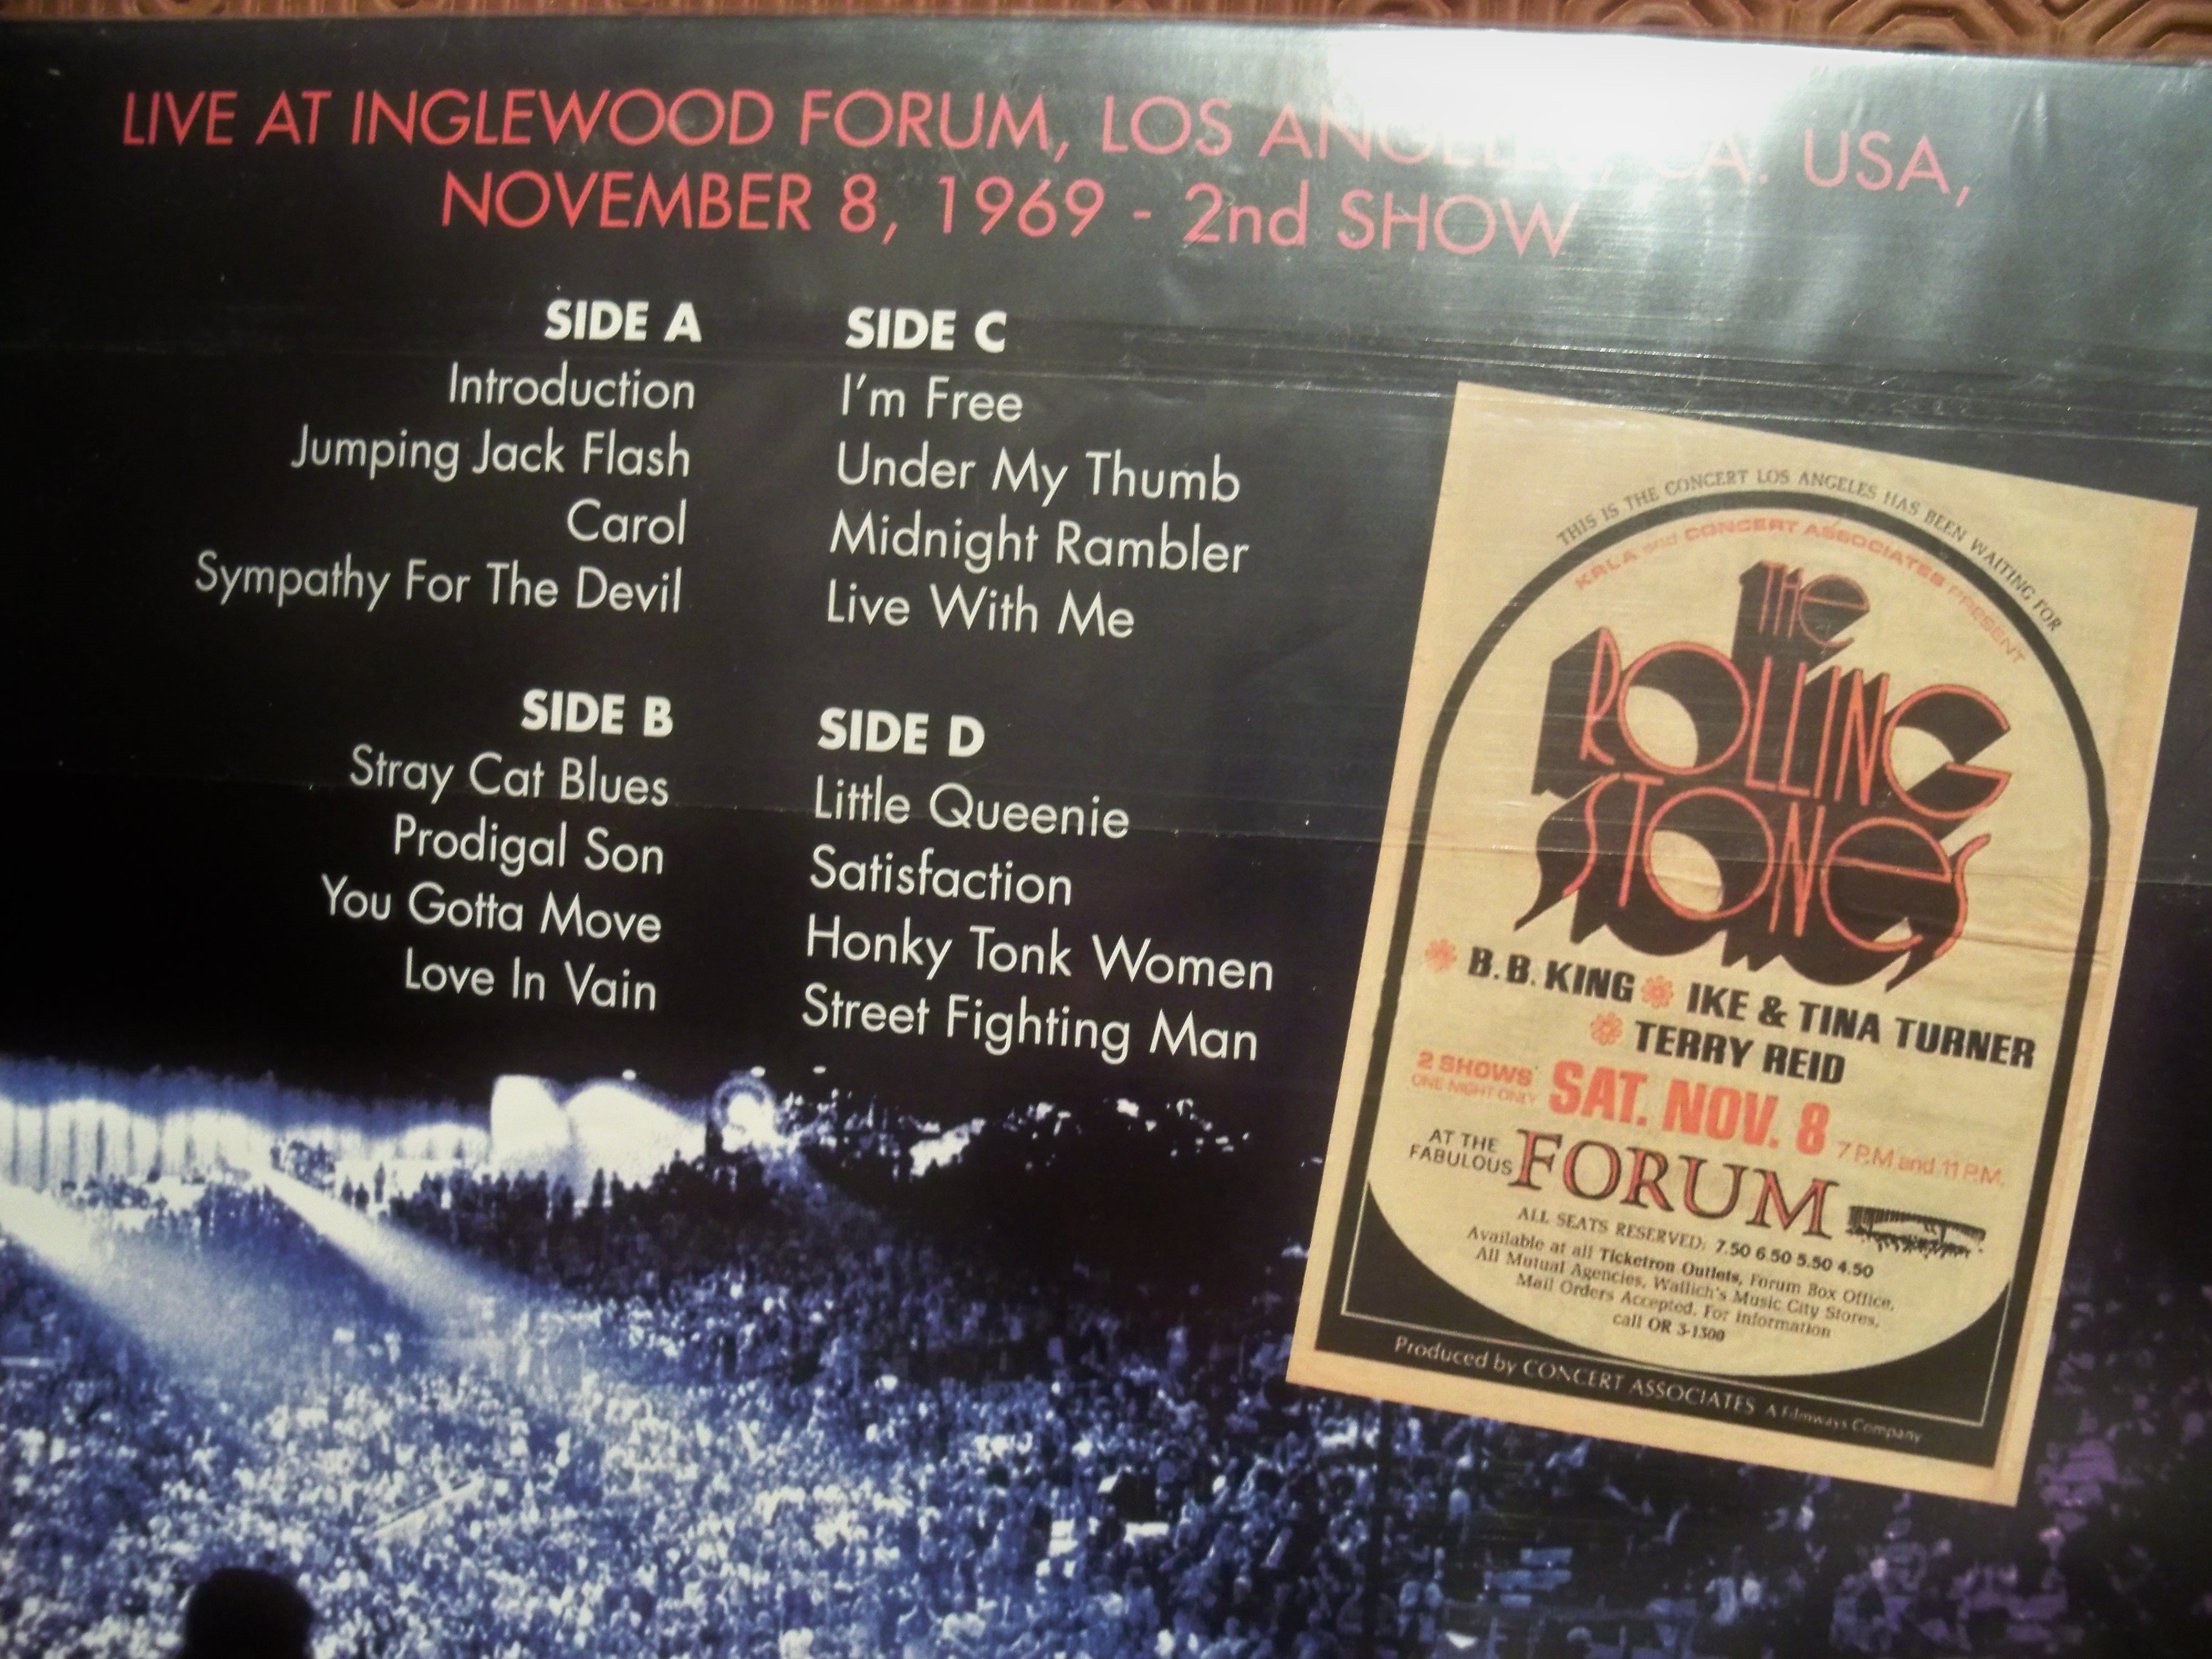 LIVE AT INGLEWOOD FORUM, LOS ANGELES, CA. USA,
NOVEMBER 8, 1969 - 2nd SHOW
SIDE A
Introduction
Jumping Jack Flash
Carol
Sympathy For The Devil
SIDE B
Stray Cat Blues
Prodigal Son
You Gotta Move
Love In Vain
SIDE C
I'm Free
Under My Thumb
Midnight Rambler
Live With Me
SIDE D
Little Queenie
Satisfaction
Honky Tonk Women
Street Fighting Man
THIS IS THE CONCERT LOS ANGELES HAS BEEN WAITING FOR
KRLA and CONCERT ASSOCIATES PRESENT
THE
ROLLING
STONES
B.B. KING IKE & TINA TURNER
TERRY REID
2 SHOWS
ONE NIGHT ONLY
SAT. NOV. 8 7 P.M and 11 P.M.
AT THE
FABULOUS
FORUM
ALL SEATS RESERVED: 7.50 6.50 5.50 4.50
Available at all Ticketron Outlets, Forum Box Office,
All Mutual Agencies, Wallich's Music City Stores,
Mail Orders Accepted. For information
call OR 3-1300
Produced by CONCERT ASSOCIATES A Filmways Company